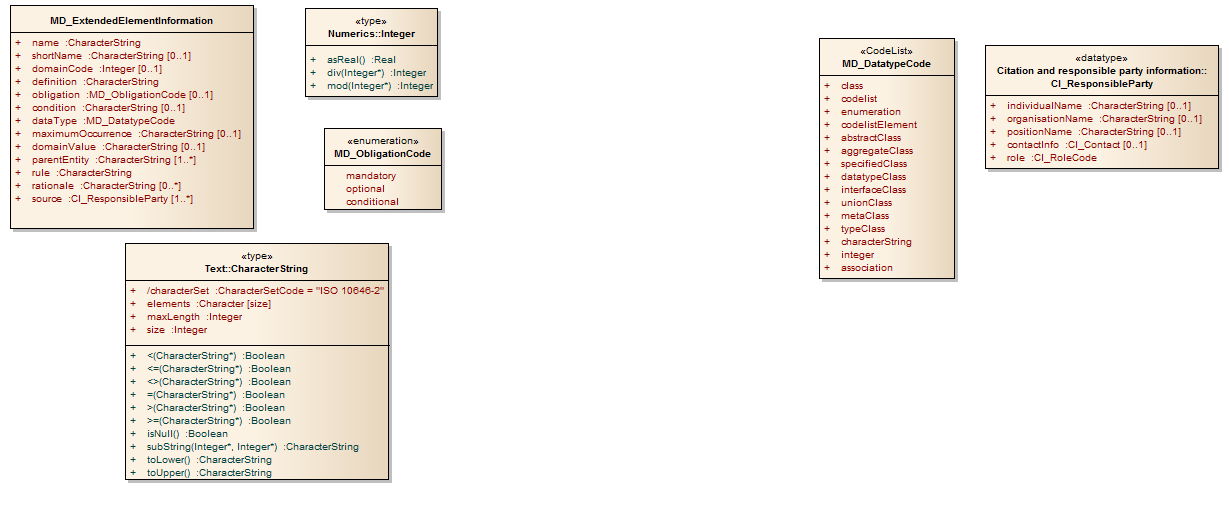 MD_ExtendedElementInformation
+ name :CharacterString
+ shortName :CharacterString [0..1]
+ domainCode :Integer [0..1]
+ definition :CharacterString
+ obligation :MD_ObligationCode [0..1]
+ condition :CharacterString [0..1]
+ dataType :MD_DatatypeCode
+ maximumOccurrence :CharacterString [0..1]
+ domainValue :CharacterString [0..1]
+ parentEntity :CharacterString [1..*]
+ rule :CharacterString
+ rationale :CharacterString [0..*]
+ source :CI_ResponsibleParty [1..*]
«type»
Numerics::Integer
+ asReal() :Real
+ div(Integer*) :Integer
+ mod(Integer*) :Integer
«enumeration»
MD_ObligationCode
mandatory
optional
conditional
«type»
Text::CharacterString
+ /characterSet :CharacterSetCode = "ISO 10646-2"
+ elements :Character [size]
+ maxLength :Integer
+ size :Integer
+ <(CharacterString*) :Boolean
+ <=(CharacterString*) :Boolean
+ <>(CharacterString*) :Boolean
+ =(CharacterString*) :Boolean
+ >(CharacterString*) :Boolean
+ >=(CharacterString*) :Boolean
+ isNull() :Boolean
+ subString(Integer*, Integer*) :CharacterString
+ toLower() :CharacterString
+ toUpper() :CharacterString
«CodeList»
MD_DatatypeCode
+ class
+ codelist
+ enumeration
+ codelistElement
+ abstractClass
+ aggregateClass
+ specifiedClass
+ datatypeClass
+ interfaceClass
+ unionClass
+ metaClass
+ typeClass
+ characterString
+ integer
+ association
«datatype»
Citation and responsible party information::
CI_ResponsibleParty
+ individualName :CharacterString [0..1]
+ organisationName :CharacterString [0..1]
+ positionName :CharacterString [0..1]
+ contactInfo :CI_Contact [0..1]
+ role :CI_RoleCode